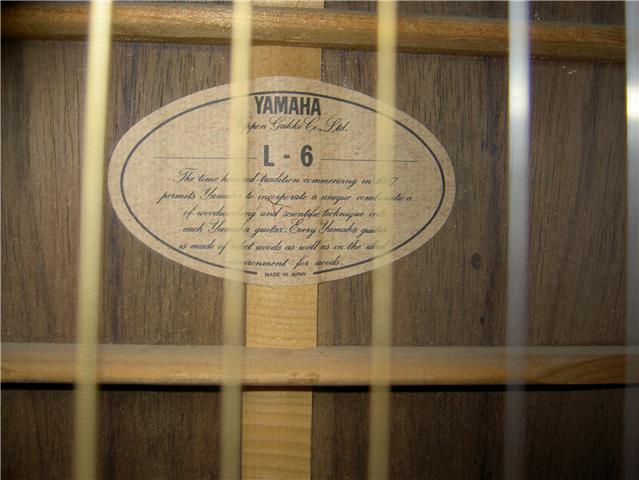 YAMAHA
Nippon Gakki Co., Ltd.
L - 6
The time honored tradition commencing in 1887
permits Yamaha to incorporate a unique combination
of woodworking and scientific technique into
each Yamaha guitar. Every Yamaha guitar
is made of select woods as well as in the ideal
environment for woods.
MADE IN JAPAN